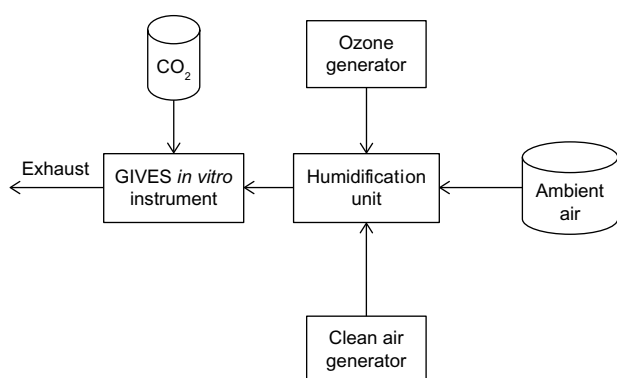 CO₂
Ozone
generator
Exhaust
GIVES in vitro
instrument
Humidification
unit
Ambient
air
Clean air
generator